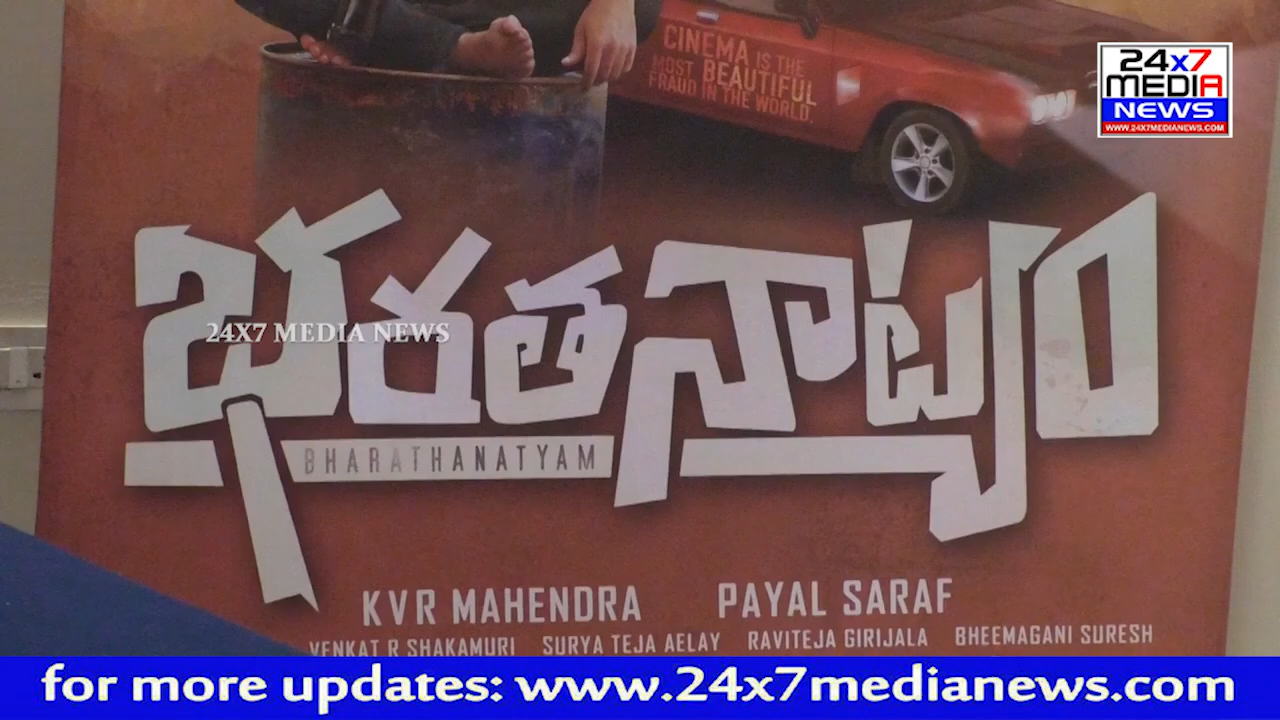 CINEMA IS THE
MOST BEAUTIFUL
FRAUD IN THE WORLD.
24x7
MEDIA
NEWS
WWW.24X7MEDIANEWS.COM
భరతనాట్యం
24X7 MEDIA NEWS
BHARATHANATYAM
KVR MAHENDRA PAYAL SARAF
VENKAT R SHAKAMURI SURYA TEJA AELAY RAVITEJA GIRIJALA BHEEMAGANI SURESH
for more updates: www.24x7medianews.com